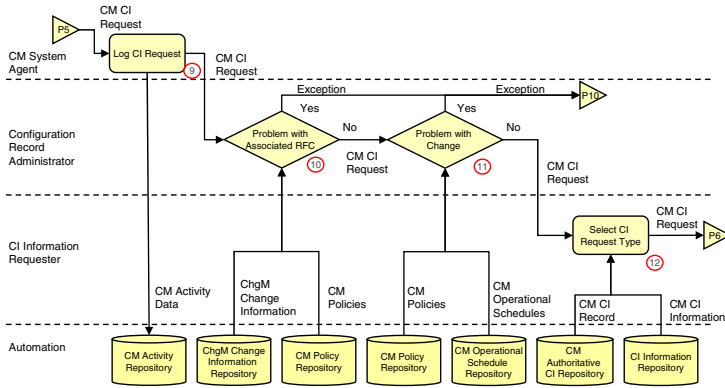 CM CI
Request
P5
Log CI Request
9
CM CI
Request
CM System
Agent
Exception
Exception
P10
Yes
Yes
Configuration
Record
Administrator
Problem with
Associated RFC
10
No
CM CI
Request
Problem with
Change
11
No
CM CI
Request
CI Information
Requester
Select CI
Request Type
12
CM CI
Request
P6
CM Activity
Data
ChgM
Change
Information
CM
Policies
CM
Policies
CM
Operational
Schedules
CM CI
Record
CM CI
Information
Automation
CM Activity
Repository
ChgM Change
Information
Repository
CM Policy
Repository
CM Policy
Repository
CM Operational
Schedule
Repository
CM
Authoritative
CI Repository
CI Information
Repository